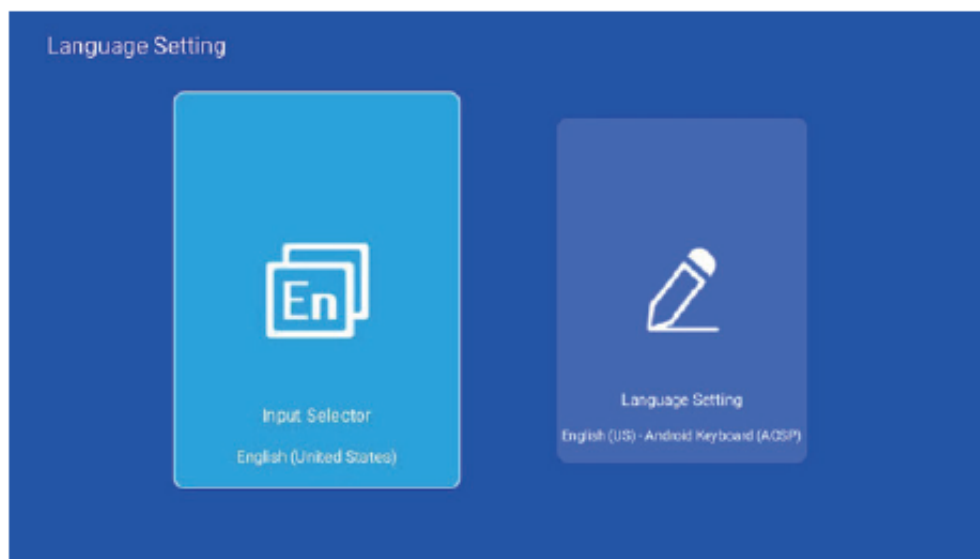 Language Setting
En
Input Selector
English (United States)
Language Setting
English (US) - Android Keyboard (AOSP)